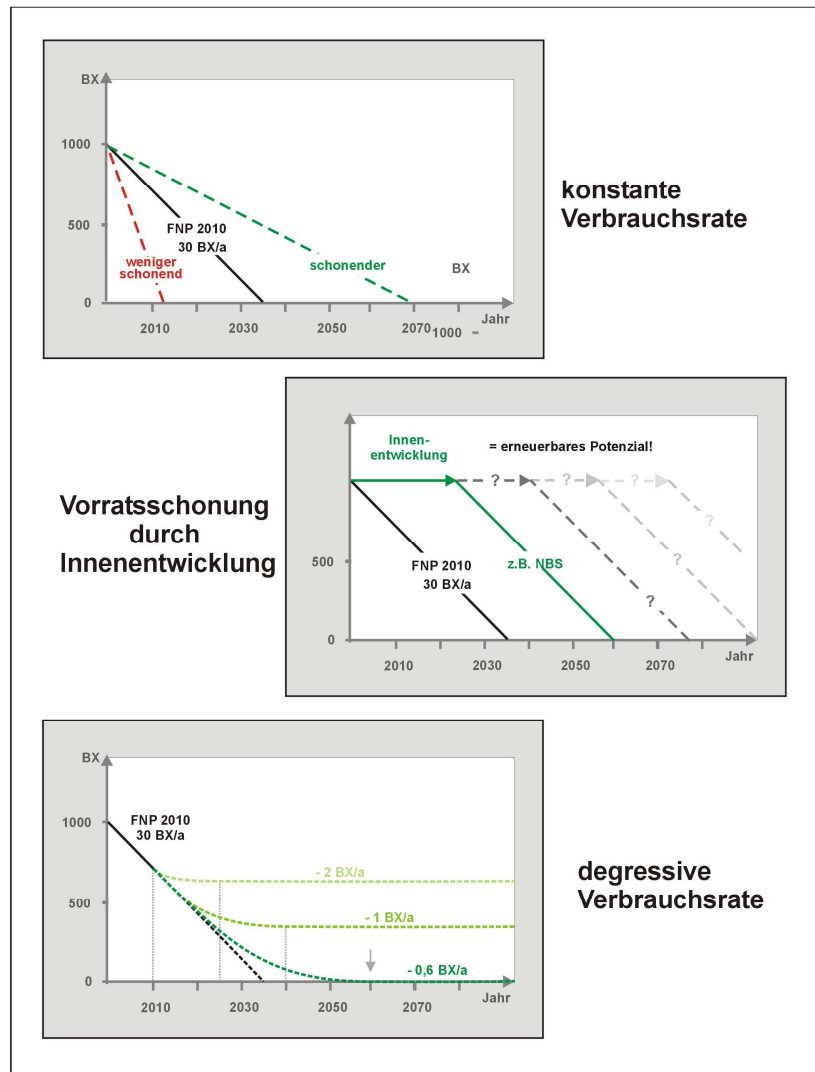 BX
1000
500
0
FNP 2010
30 BX/a
weniger
schonend
schonender
BX
2010
2030
2050
2070
1000 -
Jahr
konstante
Verbrauchsrate
Vorratsschonung
durch
Innenentwicklung
Innen-
entwicklung
= erneuerbares Potenzial!
?
?
?
?
500
FNP 2010
30 BX/a
z.B. NBS
?
?
0
2010
2030
2050
2070
Jahr
BX
1000
FNP 2010
30 BX/a
- 2 BX/a
500
- 1 BX/a
- 0,6 BX/a
0
2010
2030
2050
2070
Jahr
degressive
Verbrauchsrate